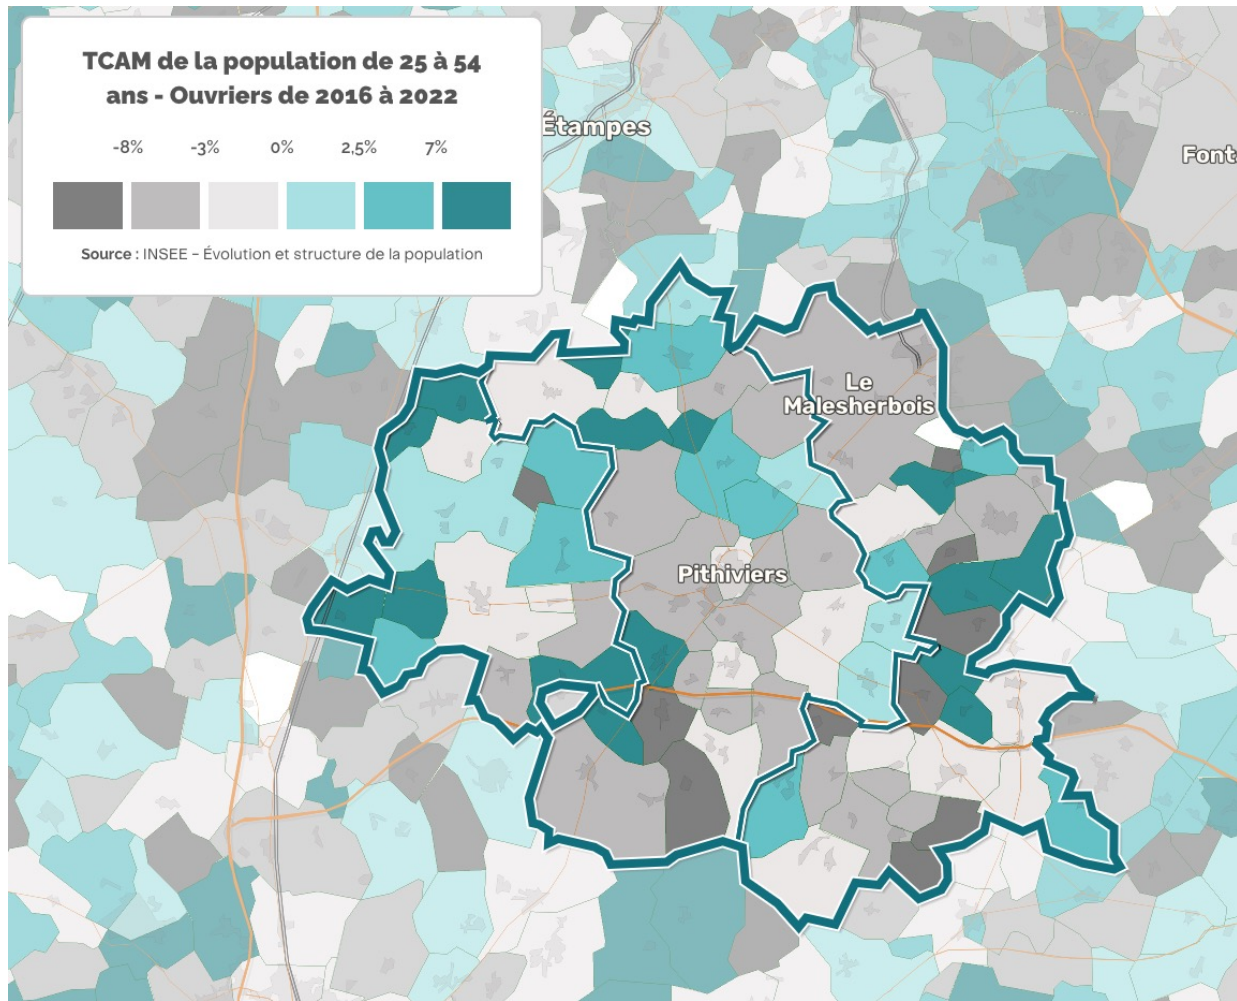 TCAM de la population de 25 à 54
ans - Ouvriers de 2016 à 2022
-8% -3% 0% 2,5% 7%
Source : INSEE - Évolution et structure de la population
Étampes
Font
Le
Malesherbois
Pithiviers